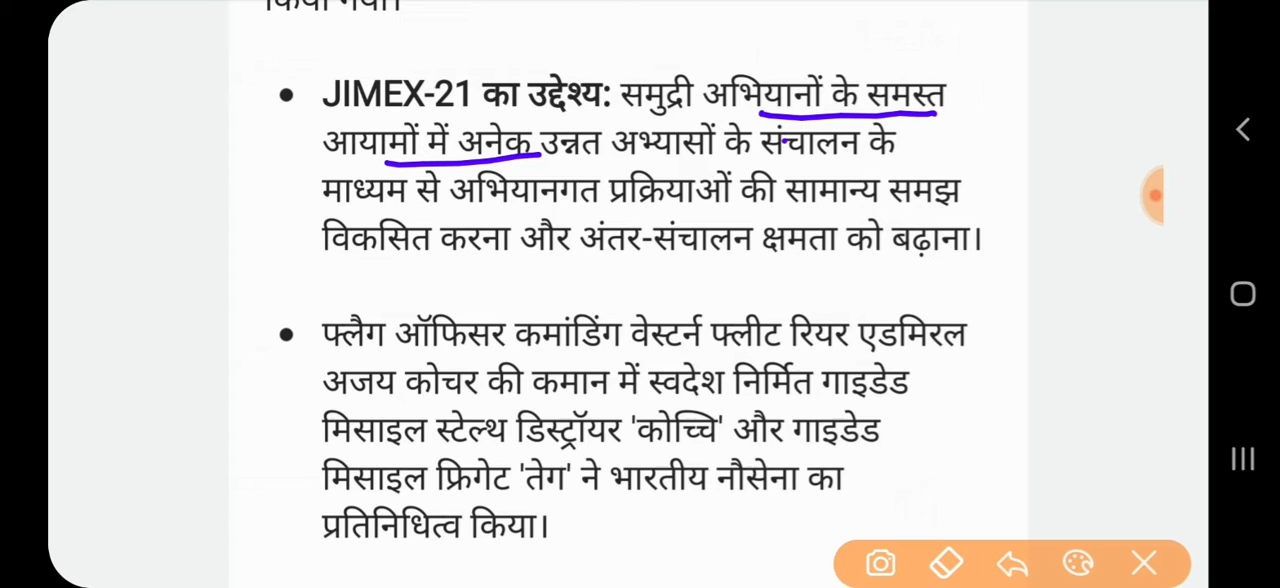 JIMEX-21 का उद्देश्य: समुद्री अभियानों के समस्त
आयामों में अनेक उन्नत अभ्यासों के संचालन के
माध्यम से अभियानगत प्रक्रियाओं की सामान्य समझ
विकसित करना और अंतर-संचालन क्षमता को बढ़ाना।
फ्लैग ऑफिसर कमांडिंग वेस्टर्न फ्लीट रियर एडमिरल
अजय कोचर की कमान में स्वदेश निर्मित गाइडेड
मिसाइल स्टेल्थ डिस्ट्रॉयर 'कोच्चि' और गाइडेड
मिसाइल फ्रिगेट 'तेग' ने भारतीय नौसेना का
प्रतिनिधित्व किया।